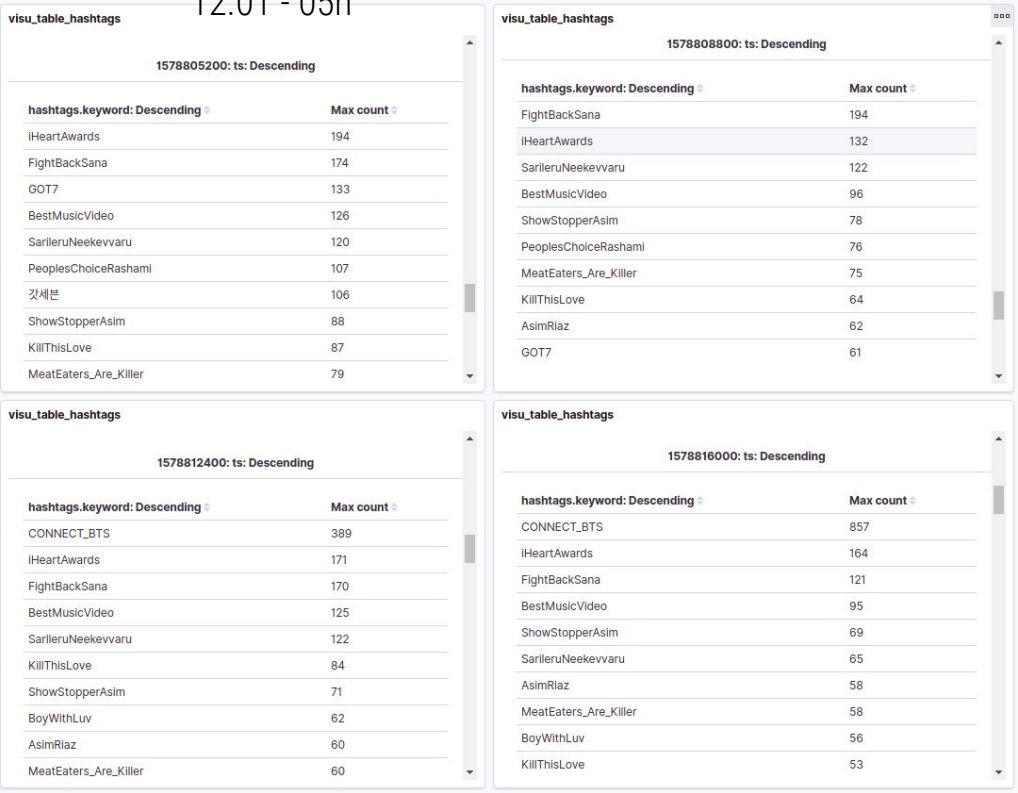 12.01 - 05h
visu_table_hashtags
1578805200: ts: Descending
hashtags.keyword: Descending Max count
iHeartAwards 194
FightBackSana 174
GOT7 133
BestMusicVideo 126
SarileruNeekevvaru 120
PeoplesChoiceRashami 107
갓세븐 106
ShowStopperAsim 88
KillThisLove 87
MeatEaters_Are_Killer 79
visu_table_hashtags
1578808800: ts: Descending
hashtags.keyword: Descending Max count
FightBackSana 194
iHeartAwards 132
SarileruNeekevvaru 122
BestMusicVideo 96
ShowStopperAsim 78
PeoplesChoiceRashami 76
MeatEaters_Are_Killer 75
KillThisLove 64
AsimRiaz 62
GOT7 61
visu_table_hashtags
1578812400: ts: Descending
hashtags.keyword: Descending Max count
CONNECT_BTS 389
iHeartAwards 171
FightBackSana 170
BestMusicVideo 125
SarileruNeekevvaru 122
KillThisLove 84
ShowStopperAsim 71
BoyWithLuv 62
AsimRiaz 60
MeatEaters_Are_Killer 60
visu_table_hashtags
1578816000: ts: Descending
hashtags.keyword: Descending Max count
CONNECT_BTS 857
iHeartAwards 164
FightBackSana 121
BestMusicVideo 95
ShowStopperAsim 69
SarileruNeekevvaru 65
AsimRiaz 58
MeatEaters_Are_Killer 58
BoyWithLuv 56
KillThisLove 53